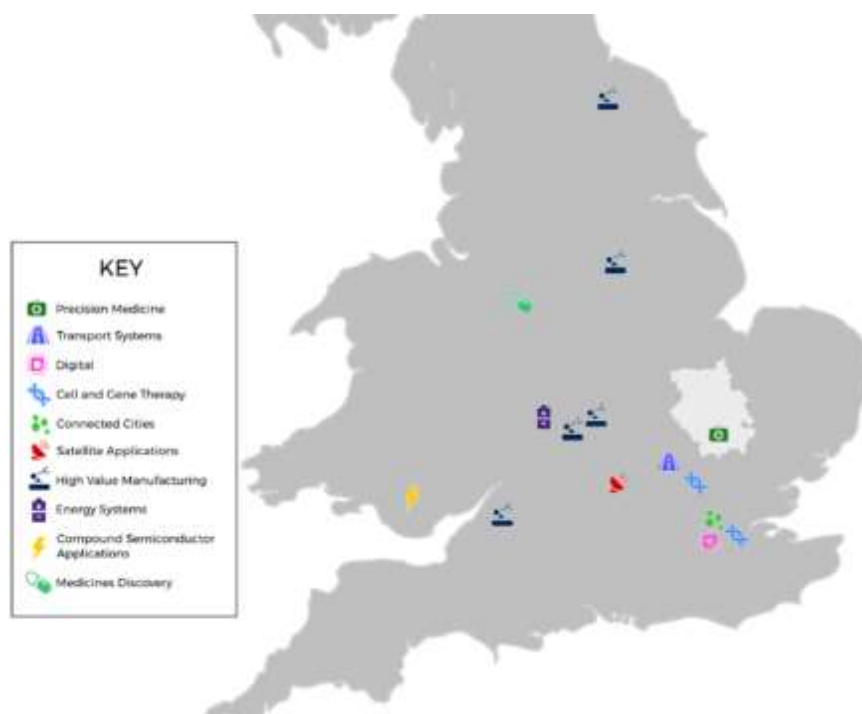 KEY
Precision Medicine
Transport Systems
Digital
Cell and Gene Therapy
Connected Cities
Satellite Applications
High Value Manufacturing
Energy Systems
Compound Semiconductor
Applications
Medicines Discovery